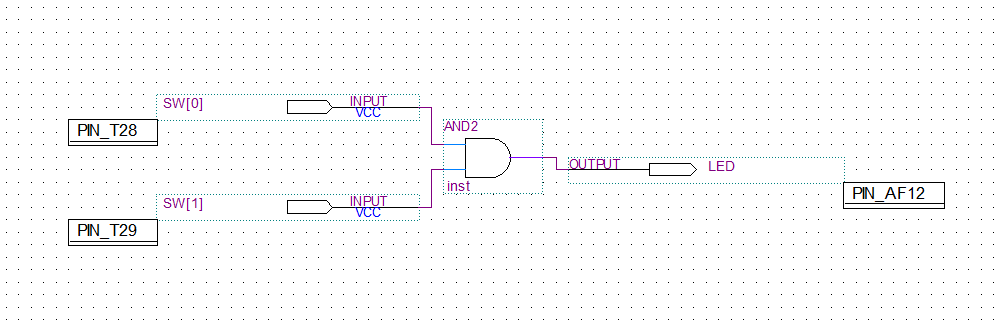 SW[0]
INPUT
VCC
PIN_T28
AND2
inst
OUTPUT
LED
PIN_AF12
SW[1]
INPUT
VCC
PIN_T29